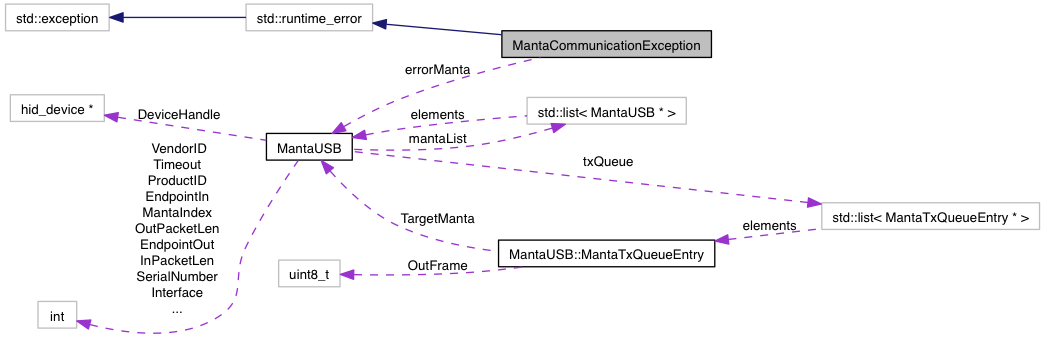 std::exception
std::runtime_error
MantaCommunicationException
errorManta
hid_device *
DeviceHandle
elements
std::list< MantaUSB * >
mantaList
MantaUSB
VendorID
Timeout
ProductID
EndpointIn
MantaIndex
OutPacketLen
EndpointOut
InPacketLen
SerialNumber
Interface
...
txQueue
std::list< MantaTxQueueEntry * >
TargetManta
elements
MantaUSB::MantaTxQueueEntry
OutFrame
uint8_t
int